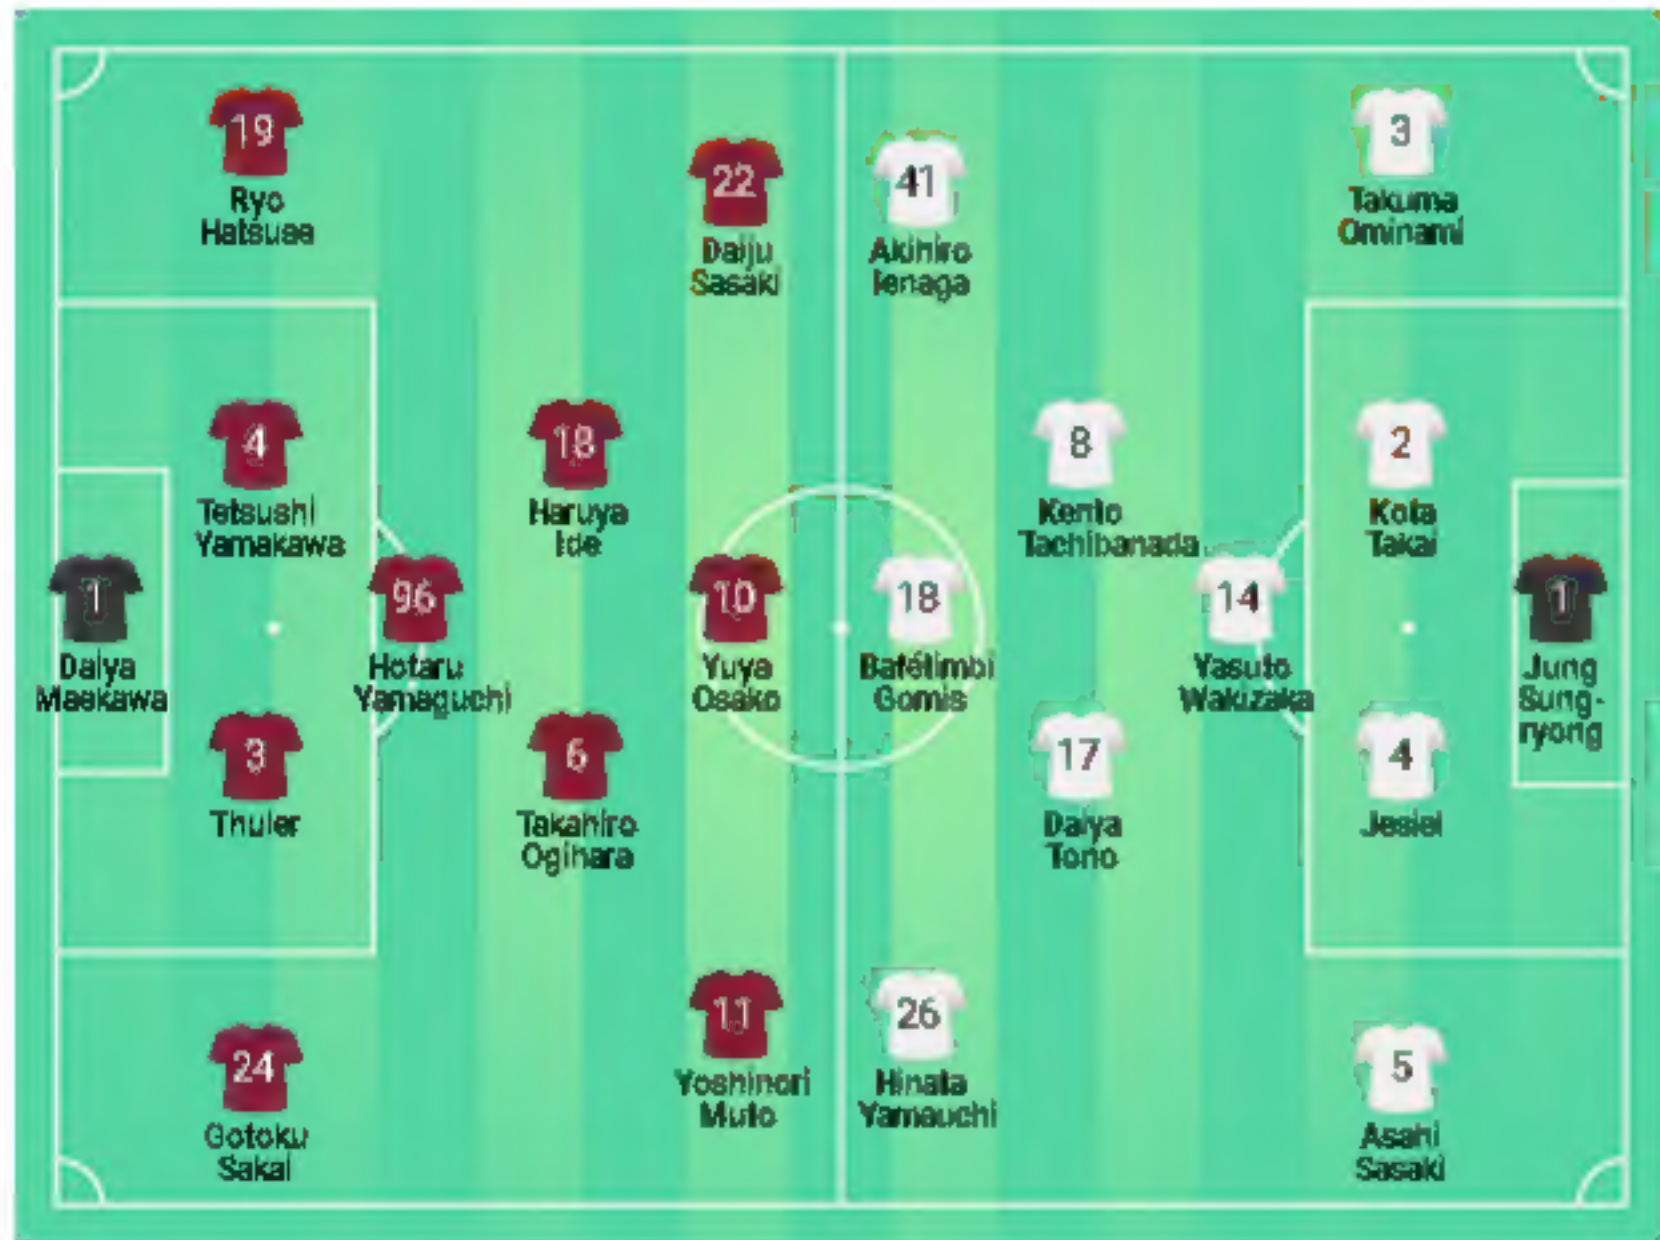 19
Ryo
Hatsuse
22
Daiju
Sasaki
41
Akihiro
Ienaga
3
Takuma
Ominami
4
Tetsushi
Yamakawa
18
Haruya
Ide
8
Kento
Tachibanada
2
Kota
Takai
1
Daiya
Maekawa
96
Hotaru
Yamaguchi
10
Yuya
Osako
18
Bafétimbi
Gomis
14
Yasuto
Wakizaka
1
Jung
Sung-
ryong
3
Thuler
6
Takahiro
Ogihara
17
Daiya
Tono
4
Jesiel
24
Gotoku
Sakai
11
Yoshinori
Muto
26
Hinata
Yamauchi
5
Asahi
Sasaki